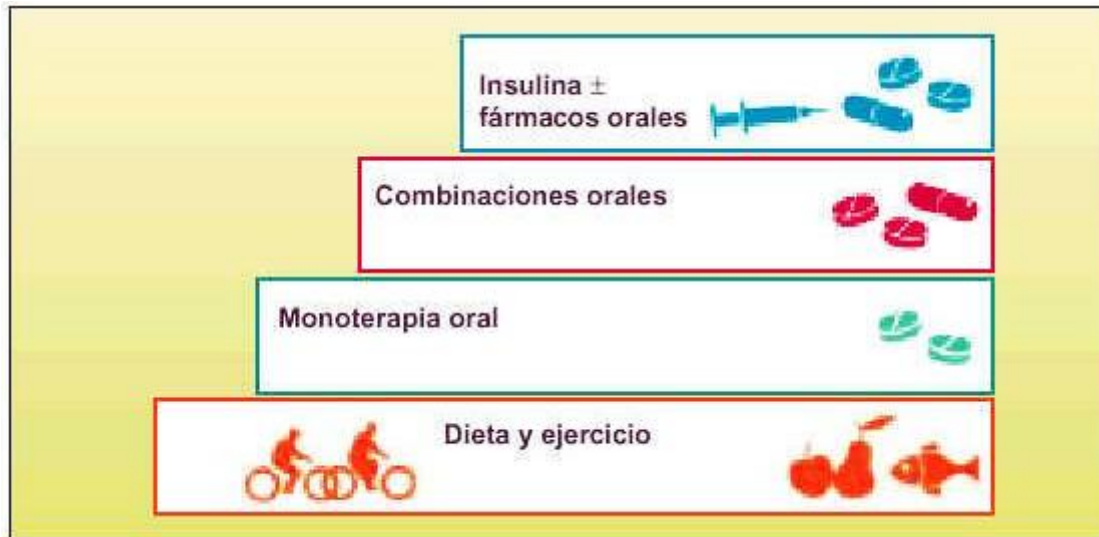 Insulina ±
fármacos orales
Combinaciones orales
Monoterapia oral
Dieta y ejercicio